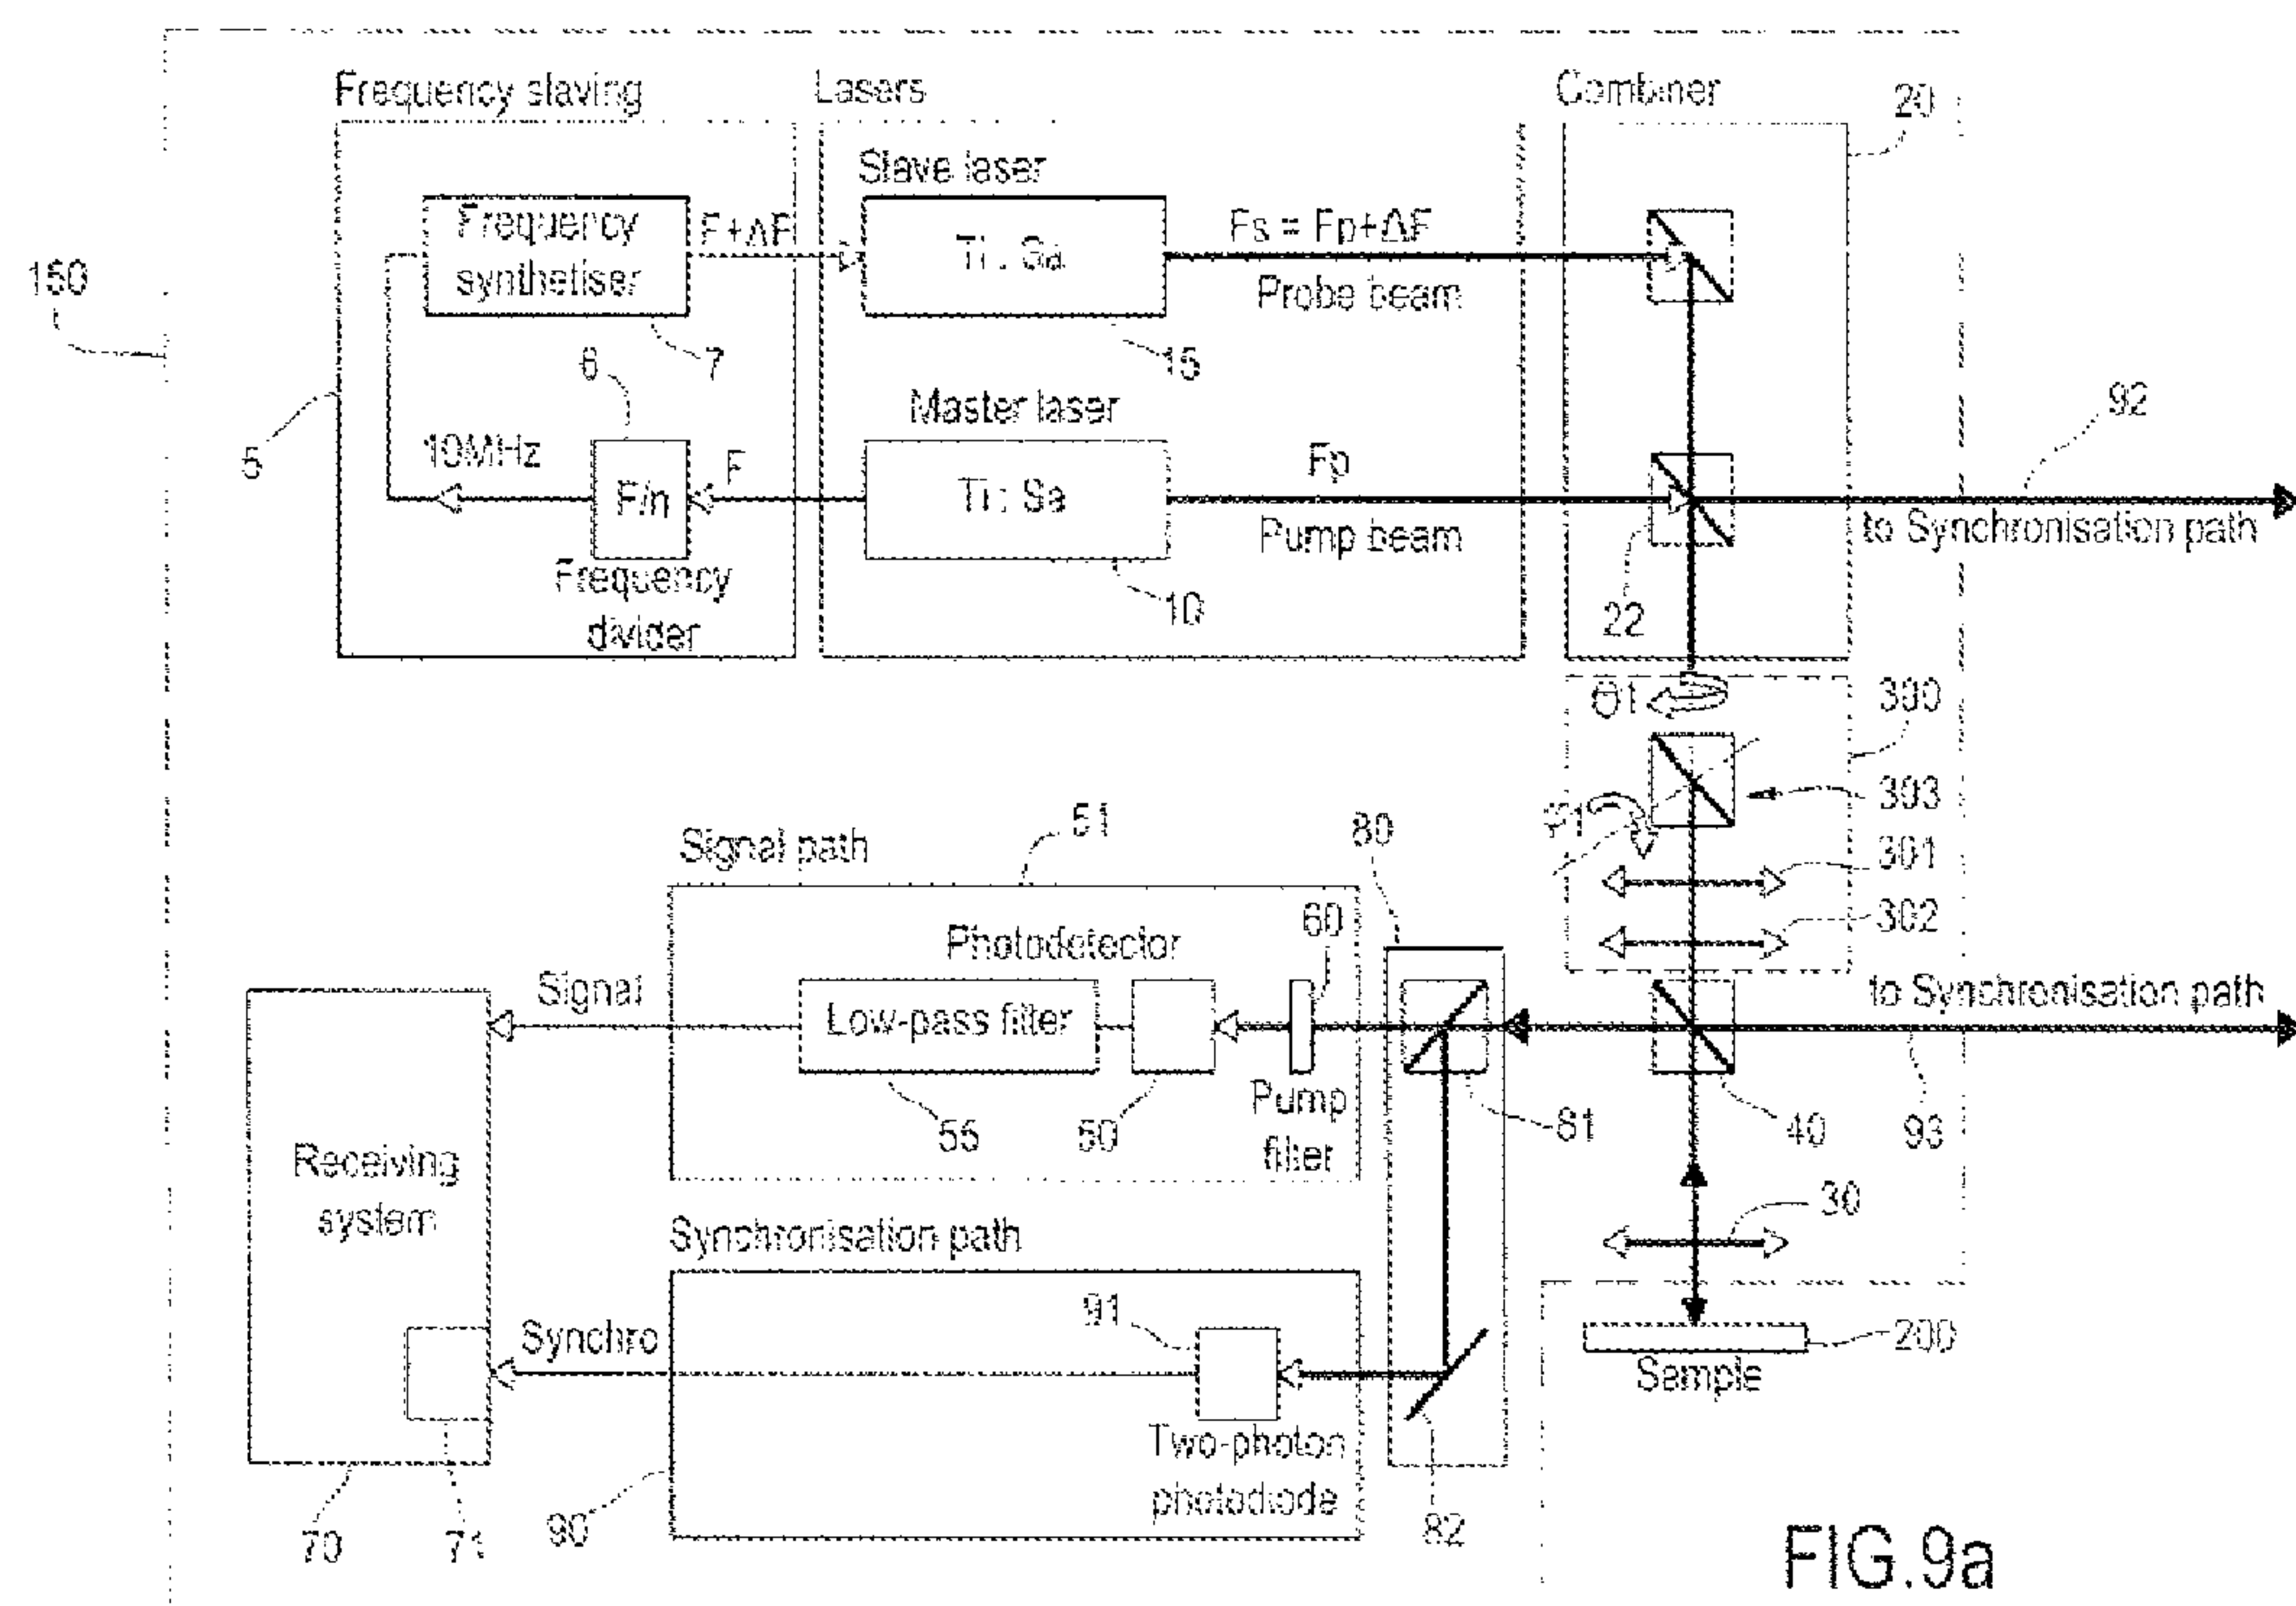 Frequency slaving
Lasers
Combiner
20
Slave laser
Frequency
synthetiser
F+ΔF
Ti: Sa
Fs = Fp+ΔF
Probe beam
150
7
15
6
Master laser
92
5
10MHz
F/n
F
Ti: Sa
Fp
Pump beam
to Synchronisation path
Frequency
divider
10
22
Θ1
300
303
Signal path
51
80
301
302
Photodetector
60
Signal
Low-pass filter
to Synchronisation path
Pump
filter
55
50
81
40
93
Receiving
system
30
Synchronisation path
91
Synchro
200
Sample
Two-photon
photodiode
70
71
90
82
FIG.9a